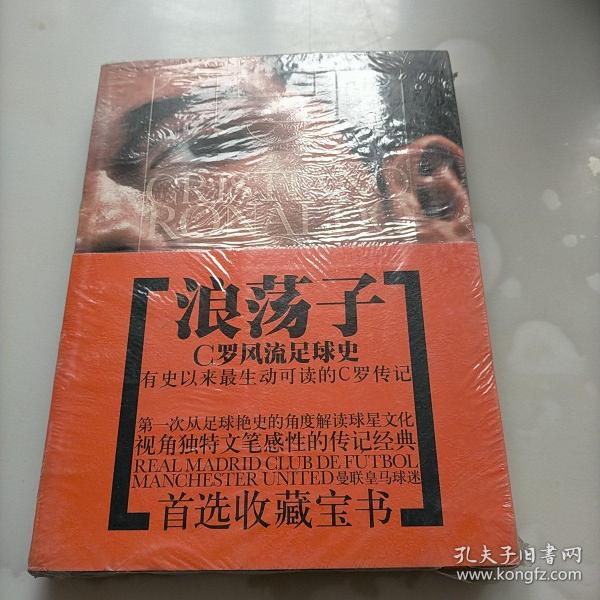 CRISTIANO
RONALDO
浪荡子
C罗风流足球史
有史以来最生动可读的C罗传记
第一次从足球艳史的角度解读球星文化
视角独特文笔感性的传记经典
REAL MADRID CLUB DE FUTBOL
MANCHESTER UNITED 曼联皇马球迷
首选收藏宝书
孔夫子旧书网
www.kongfz.com